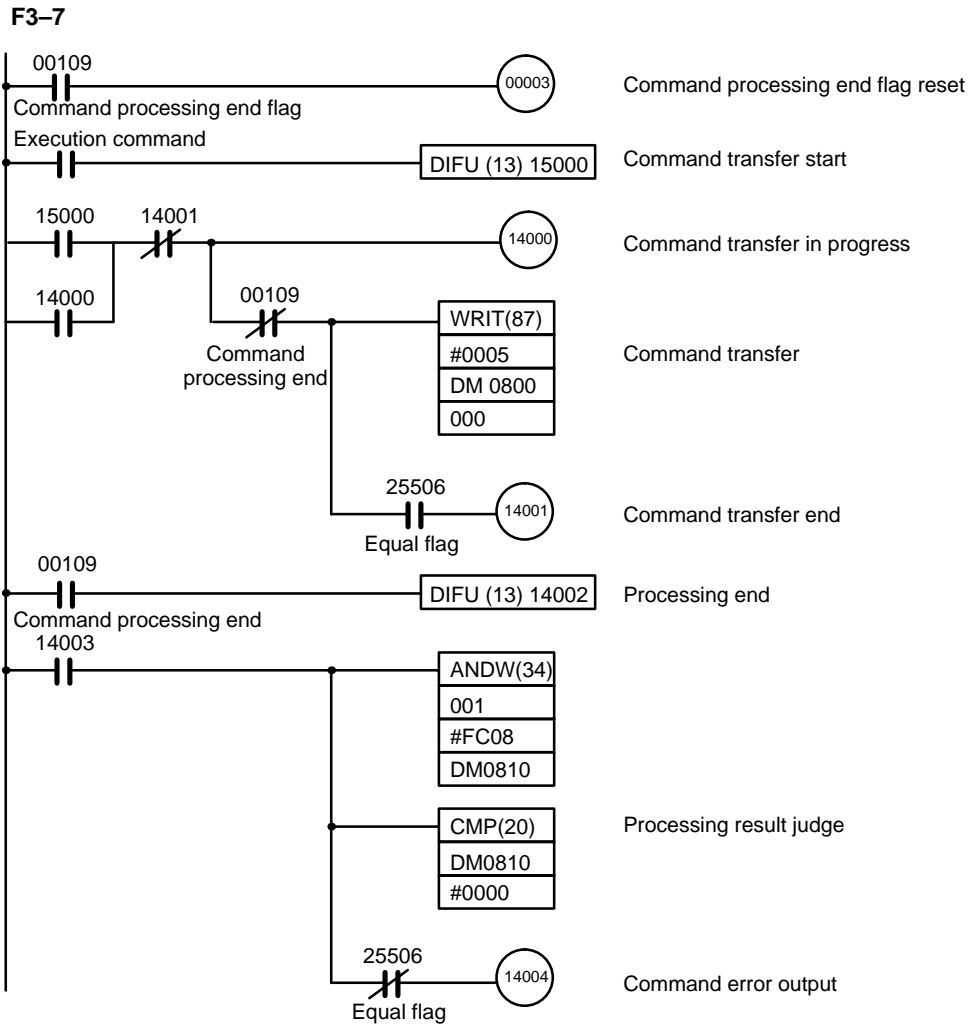 F3–7
00109
00003
Command processing end flag reset
Command processing end flag
Execution command
DIFU (13) 15000
Command transfer start
15000
14001
14000
Command transfer in progress
14000
00109
WRIT(87)
Command
processing end
#0005
Command transfer
DM 0800
000
25506
14001
Command transfer end
Equal flag
00109
DIFU (13) 14002
Processing end
Command processing end
14003
ANDW(34)
001
#FC08
DM0810
CMP(20)
Processing result judge
DM0810
#0000
25506
14004
Command error output
Equal flag